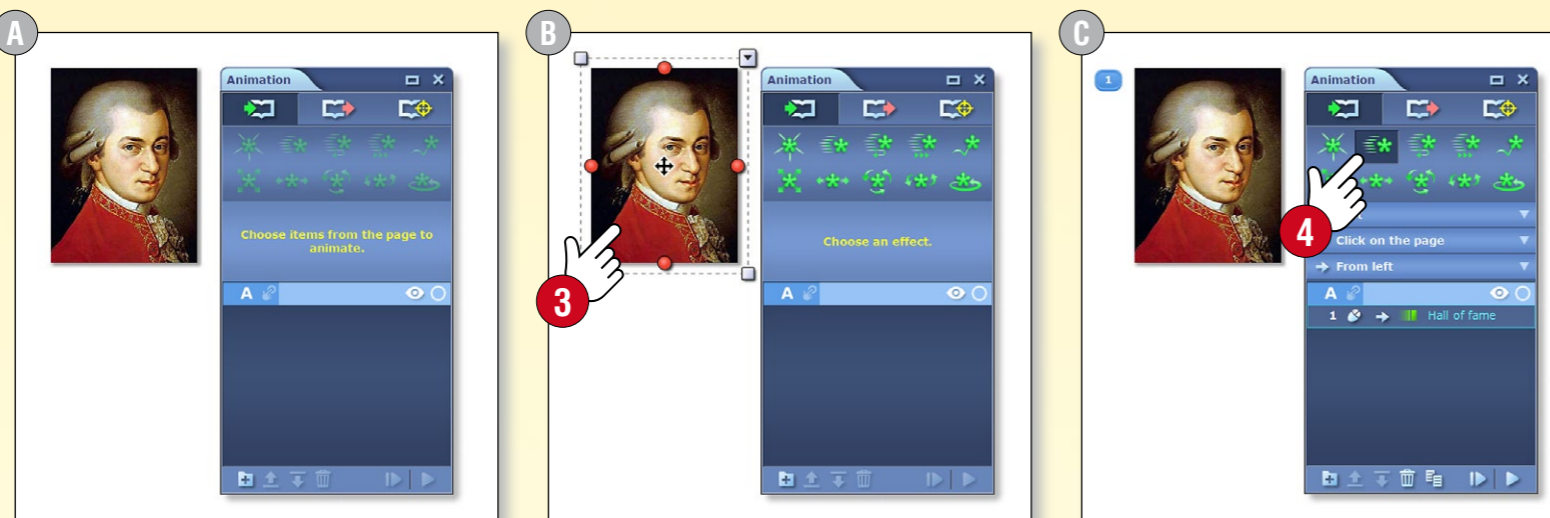 A
Animation
Choose items from the page to
animate.
A
B
Animation
Choose an effect.
A
3
C
1
Animation
4
Click on the page
From left
A
1 Hall of fame